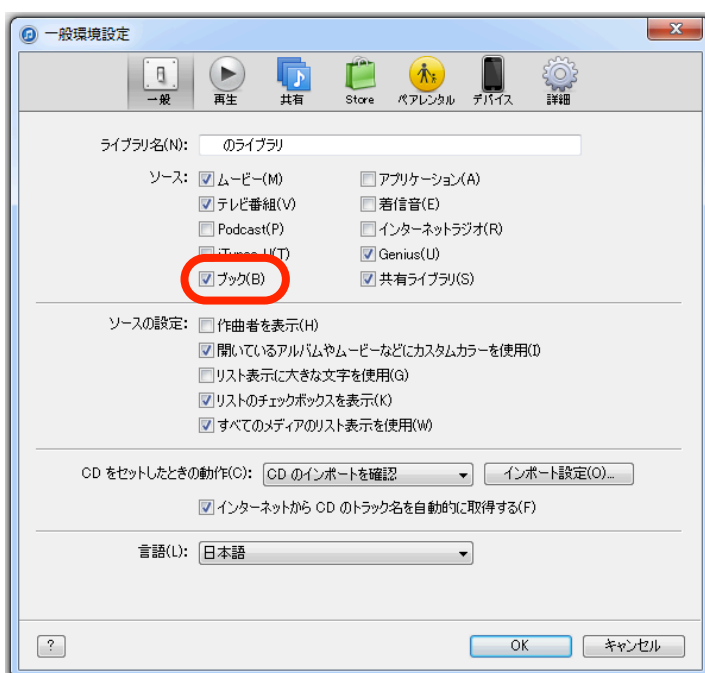 一般環境設定
一般 再生 共有 Store ペアレンタル デバイス 詳細
ライブラリ名(N): のライブラリ
ソース: ムービー(M) アプリケーション(A)
テレビ番組(V) 着信音(E)
Podcast(P) インターネットラジオ(R)
iTunes U(T) Genius(U)
ブック(B) 共有ライブラリ(S)
ソースの設定: 作曲者を表示(H)
開いているアルバムやムービーなどにカスタムカラーを使用(I)
リスト表示に大きな文字を使用(G)
リストのチェックボックスを表示(K)
すべてのメディアのリスト表示を使用(W)
CD をセットしたときの動作(C): CD のインポートを確認 インポート設定(O)...
インターネットから CD のトラック名を自動的に取得する(F)
言語(L): 日本語
? OK キャンセル